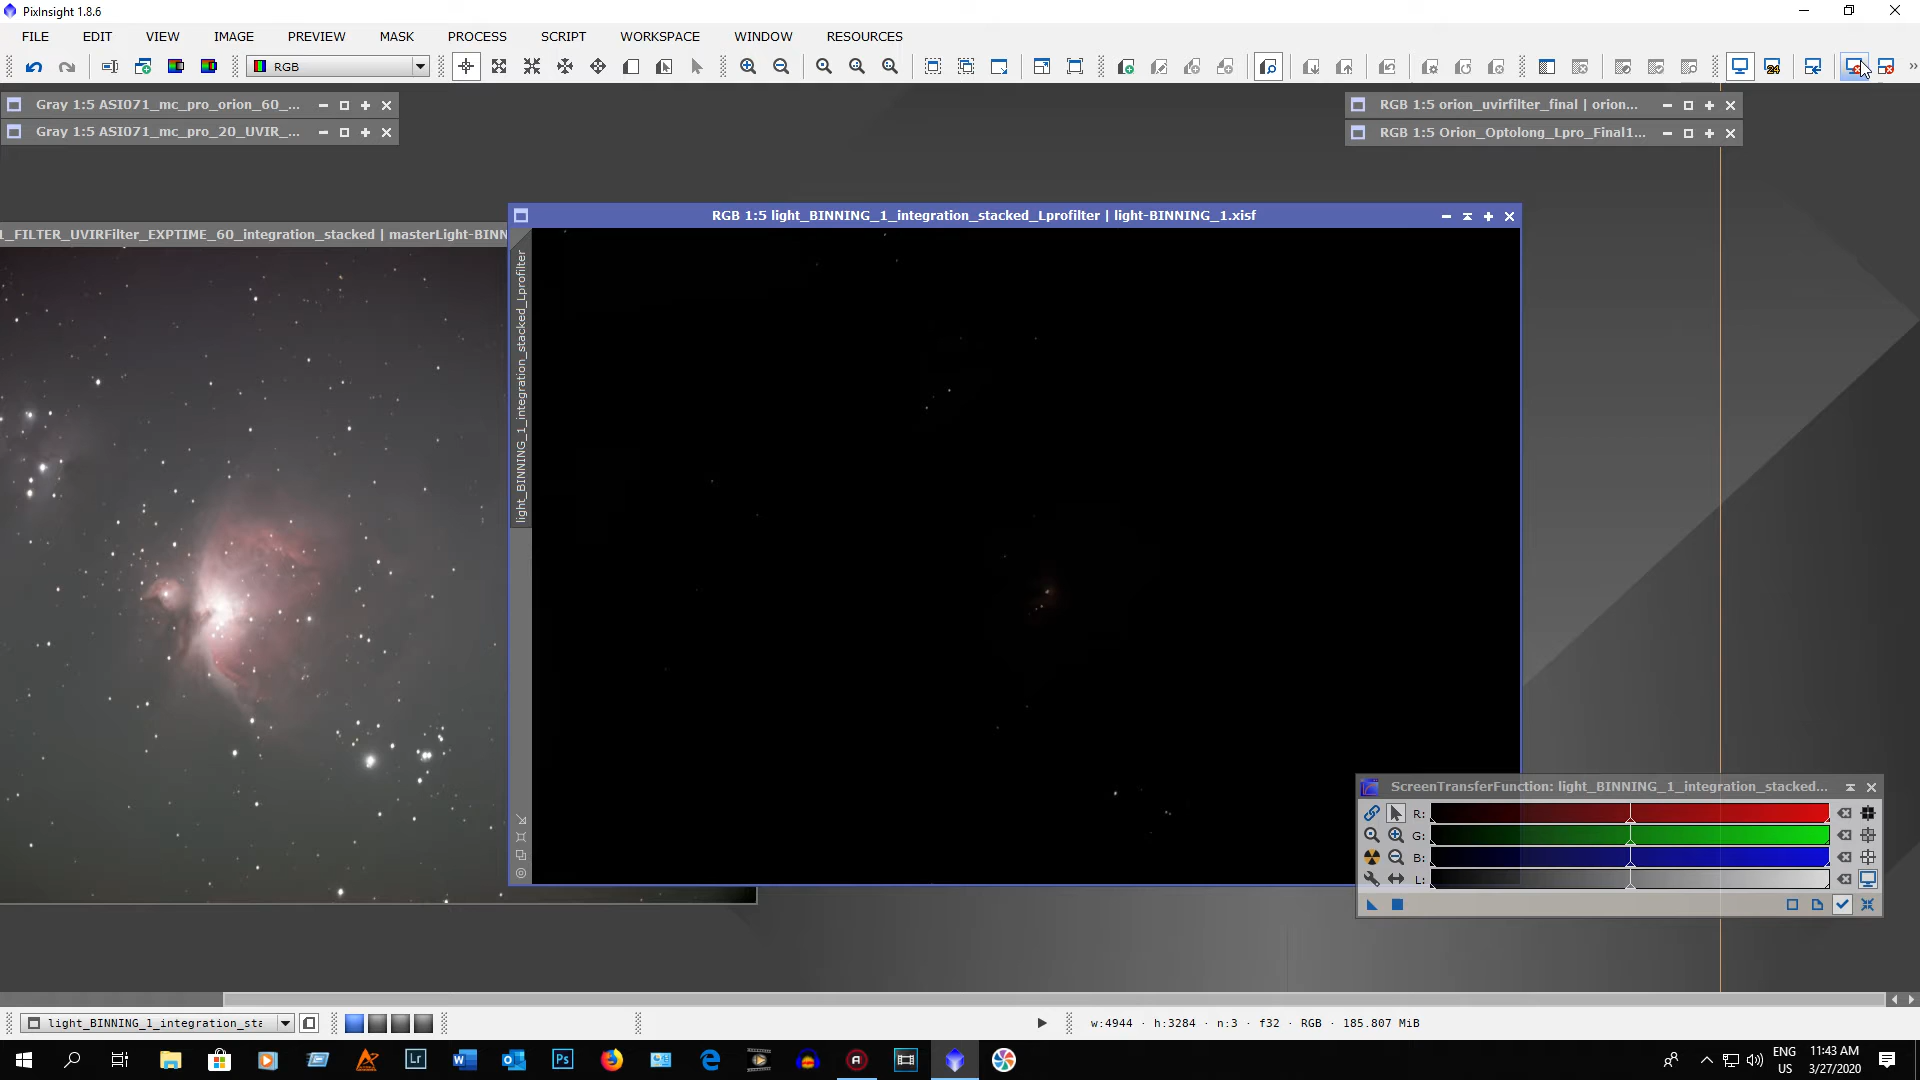 PixInsight 1.8.6
FILE EDIT VIEW IMAGE PREVIEW MASK PROCESS SCRIPT WORKSPACE WINDOW RESOURCES
RGB
24
Gray 1:5 ASI071_mc_pro_orion_60_...
Gray 1:5 ASI071_mc_pro_20_UVIR_...
RGB 1:5 orion_uvirfilter_final | orion...
RGB 1:5 Orion_Optolong_Lpro_Final1...
RGB 1:5 light_BINNING_1_integration_stacked_Lprofilter | light-BINNING_1.xisf
_FILTER_UVIRFilter_EXPTIME_60_integration_stacked | masterLight-BINN
light_BINNING_1_integration_stacked_Lprofilter
ScreenTransferFunction: light_BINNING_1_integration_stacked...
R:
G:
B:
L:
light_BINNING_1_integration_sta
w:4944 · h:3284 · n:3 · f32 · RGB · 185.807 MiB
Lr
Ps
ENG
US
11:43 AM
3/27/2020